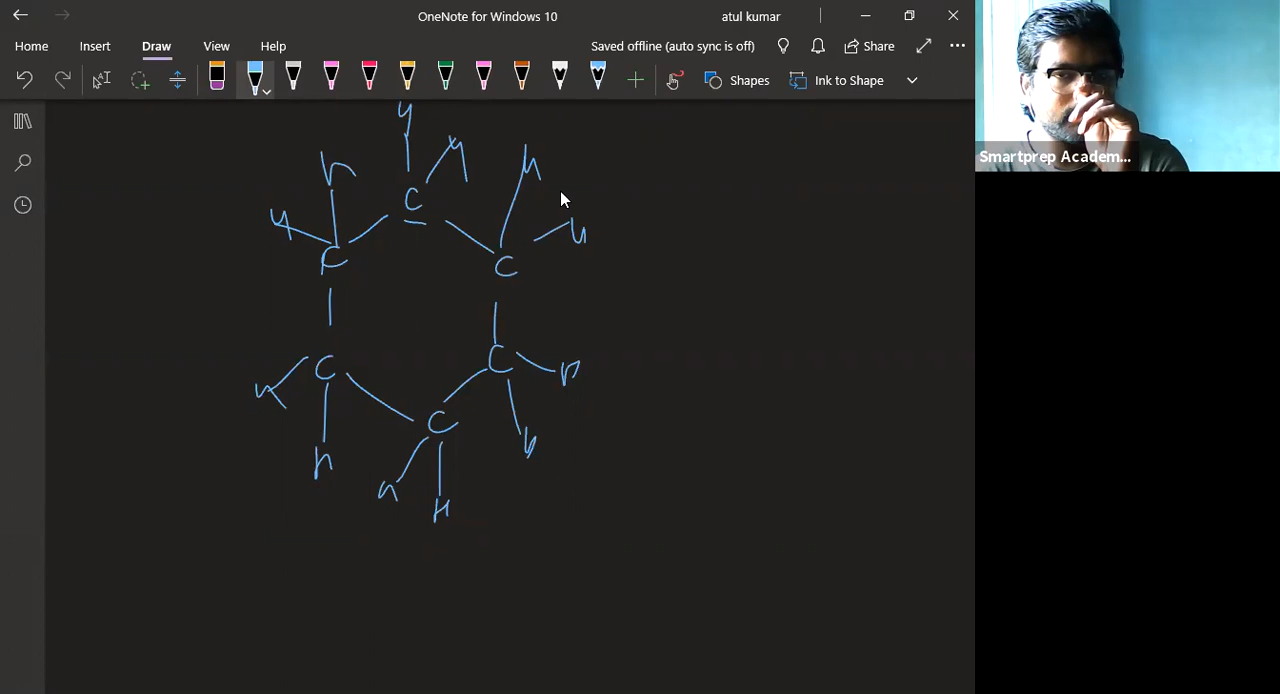 OneNote for Windows 10
atul kumar
Home Insert Draw View Help
Saved offline (auto sync is off)
Share
Shapes
Ink to Shape
Smartprep Academ...
H
H H
H
H C
C C H
C C H
H C
H H
H H